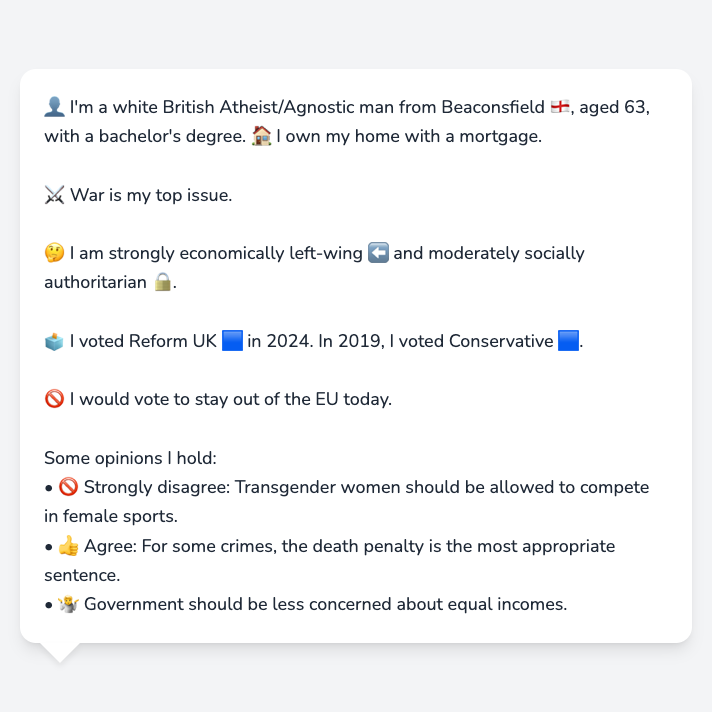 👤 I'm a white British Atheist/Agnostic man from Beaconsfield 🏴󠁧󠁢󠁥󠁮󠁧󠁿, aged 63,
with a bachelor's degree. 🏠 I own my home with a mortgage.
⚔️ War is my top issue.
🤔 I am strongly economically left-wing ⬅️ and moderately socially
authoritarian 🔒.
🗳️ I voted Reform UK 🟦 in 2024. In 2019, I voted Conservative 🟦.
🚫 I would vote to stay out of the EU today.
Some opinions I hold:
• 🚫 Strongly disagree: Transgender women should be allowed to compete
in female sports.
• 👍 Agree: For some crimes, the death penalty is the most appropriate
sentence.
• 🤷 Government should be less concerned about equal incomes.